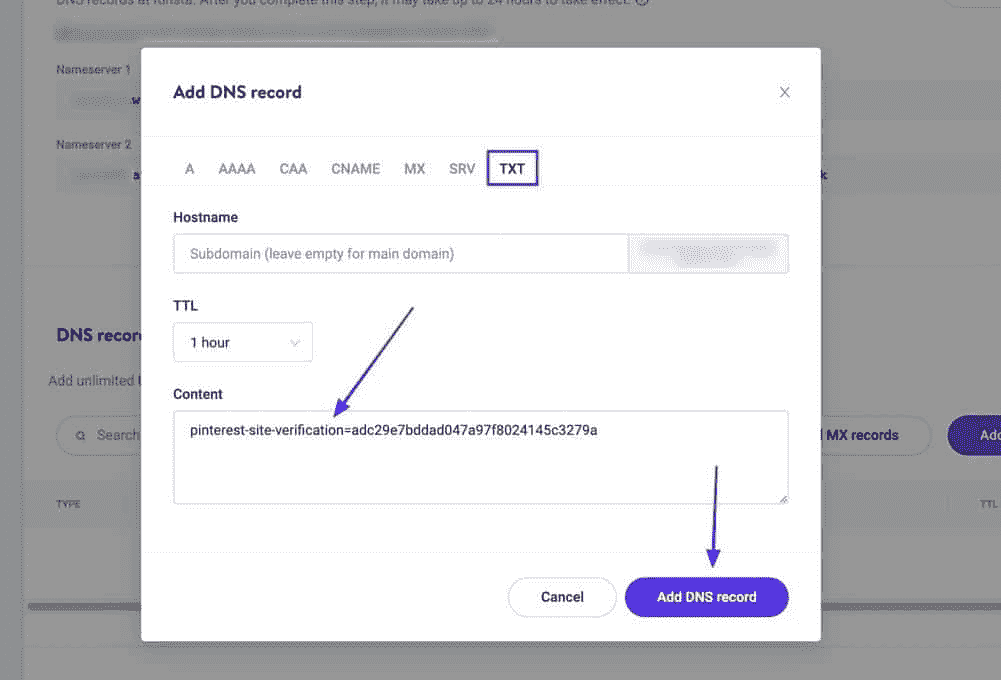 DNS records at Kinsta. After you complete this step, it may take up to 24 hours to take effect.
Nameserver 1
Nameserver 2
Add DNS record
A AAAA CAA CNAME MX SRV TXT
Hostname
Subdomain (leave empty for main domain)
TTL
1 hour
DNS recor
Add unlimited
Content
pinterest-site-verification=adc29e7bddad047a97f8024145c3279a
Search
MX records
Add
TYPE
TTL
Cancel
Add DNS record